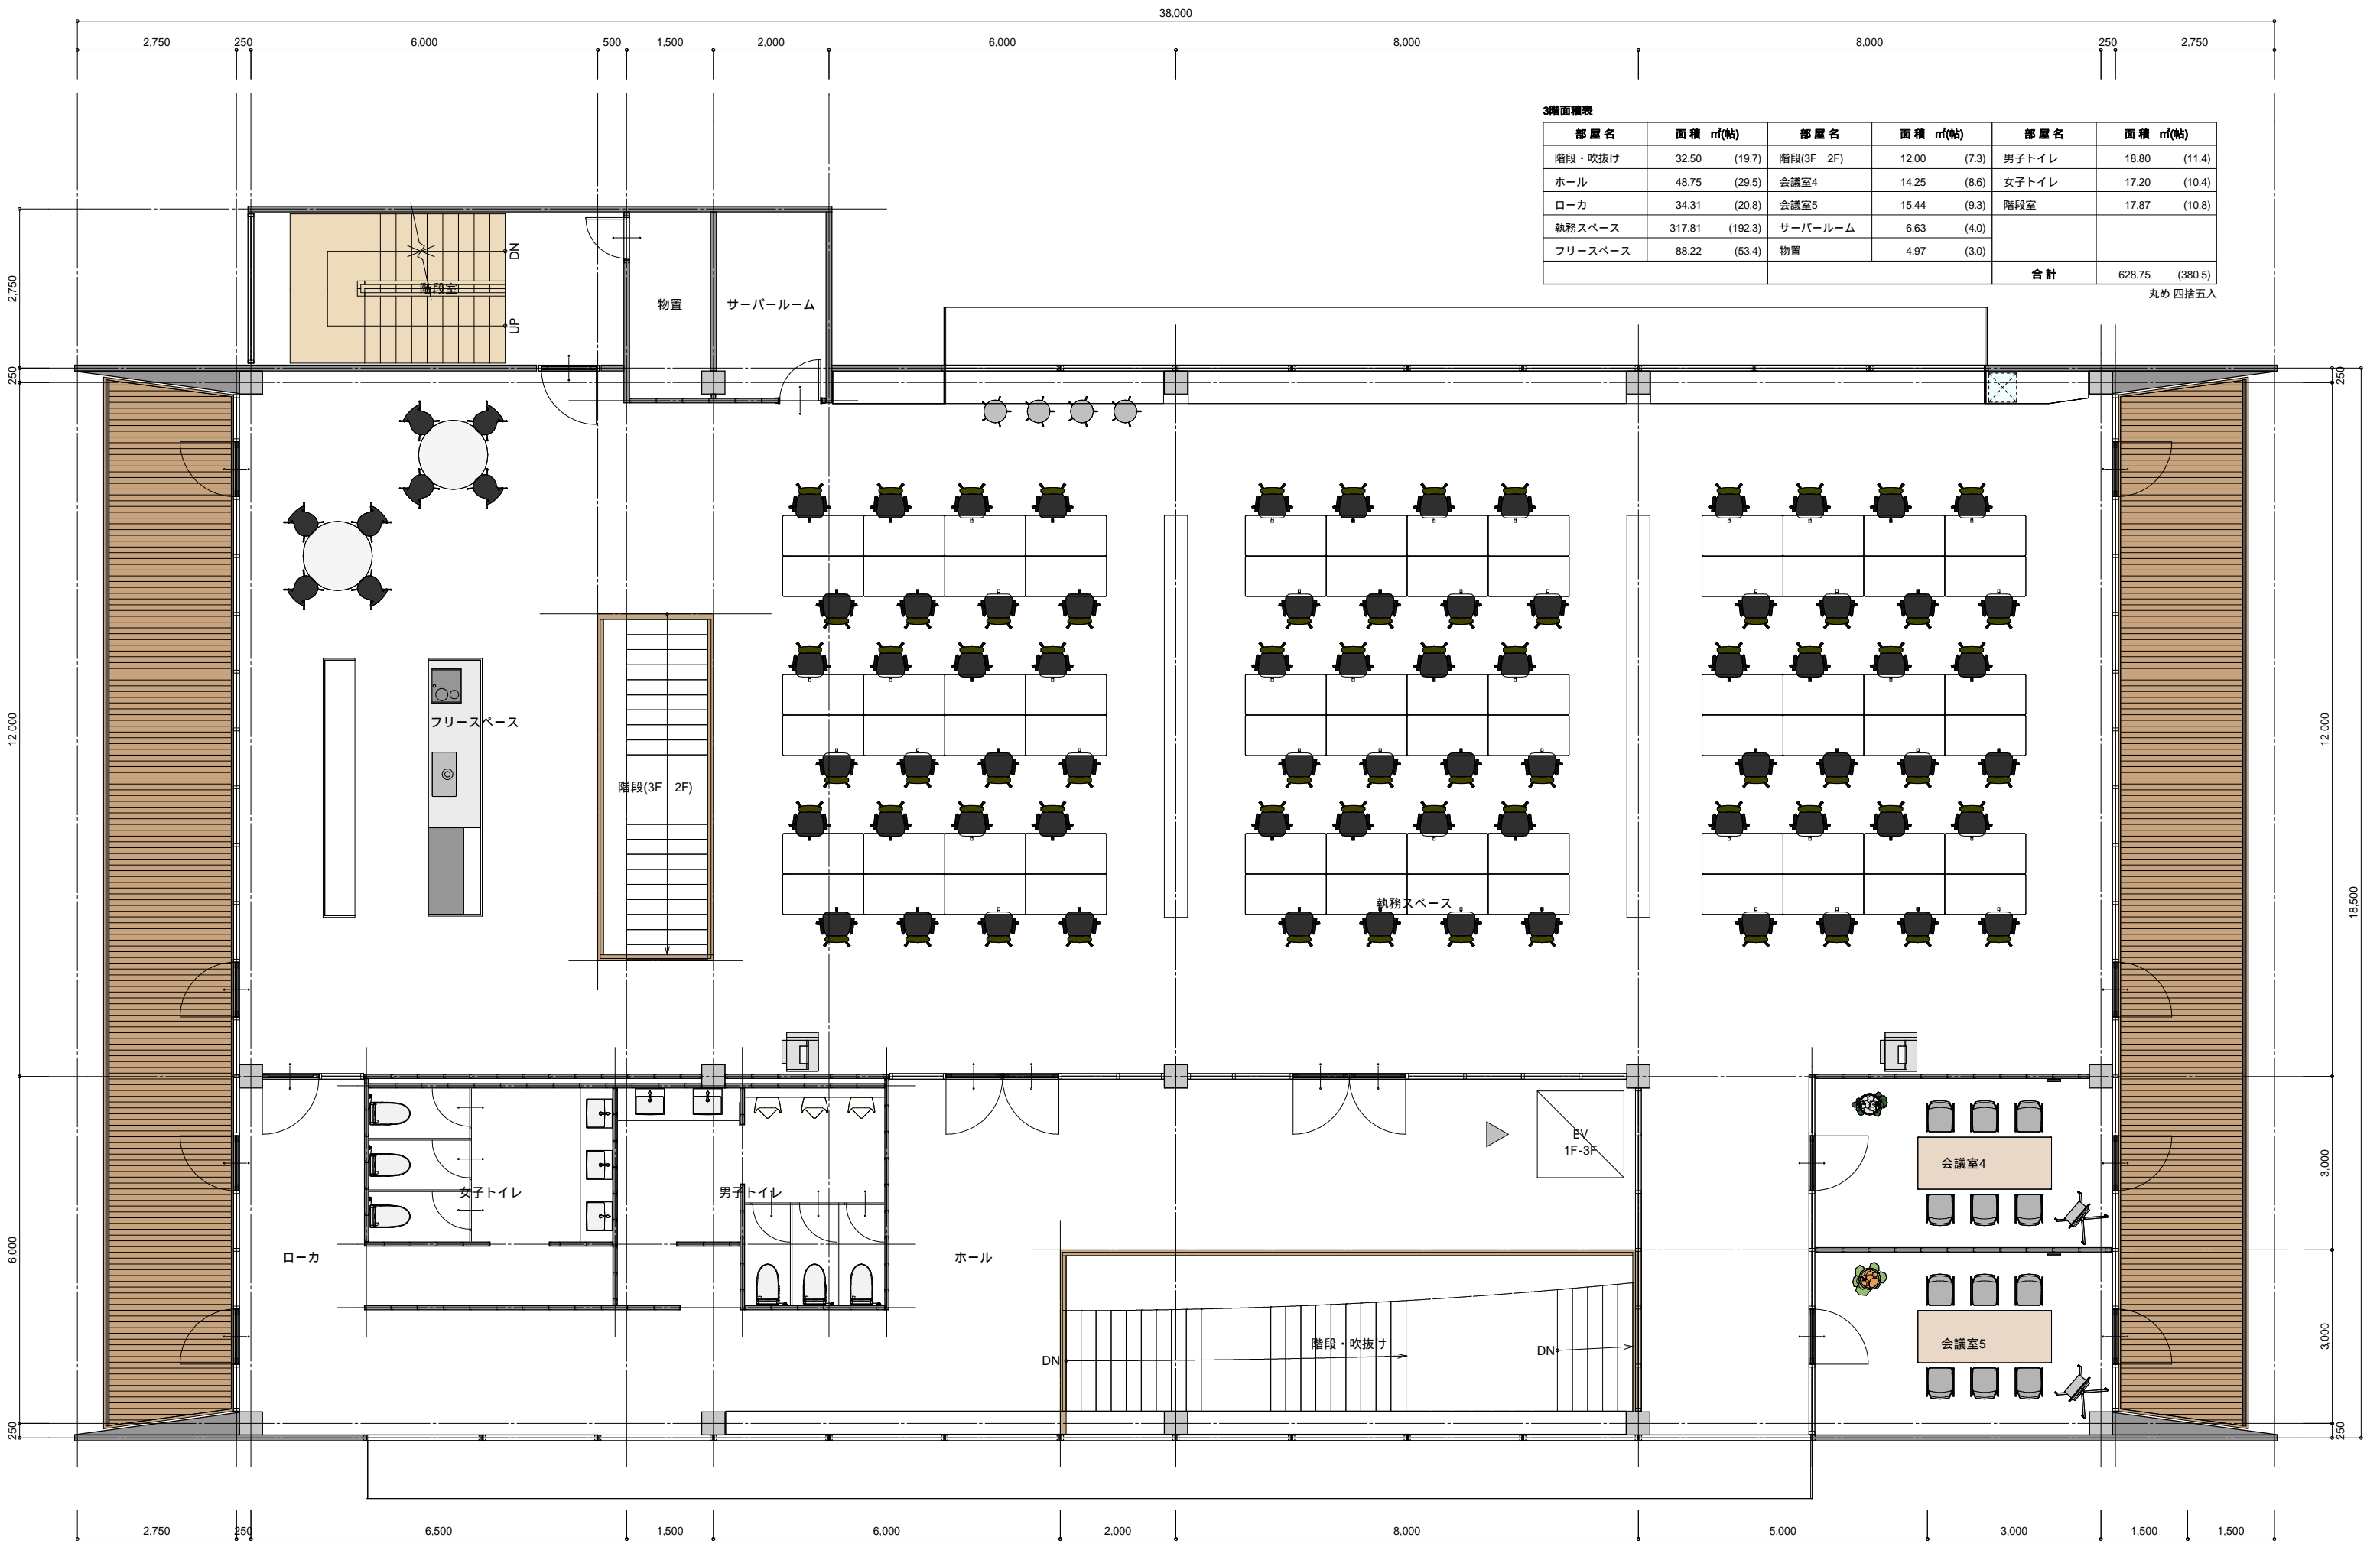 38,000
2,750 250 6,000 500 1,500 2,000 6,000 8,000 8,000 250 2,750
3階面積表
部 屋 名 面 積 ㎡(帖) 部 屋 名 面 積 ㎡(帖) 部 屋 名 面 積 ㎡(帖)
階段・吹抜け 32.50 (19.7) 階段(3F 2F) 12.00 (7.3) 男子トイレ 18.80 (11.4)
ホール 48.75 (29.5) 会議室4 14.25 (8.6) 女子トイレ 17.20 (10.4)
ローカ 34.31 (20.8) 会議室5 15.44 (9.3) 階段室 17.87 (10.8)
執務スペース 317.81 (192.3) サーバールーム 6.63 (4.0)
フリースペース 88.22 (53.4) 物置 4.97 (3.0)
合 計 628.75 (380.5)
丸め 四捨五入
DN
階段室
UP
物置
サーバールーム
2,750
250
12,000
6,000
250
250
12,000
18,500
3,000
3,000
250
フリースペース
階段(3F 2F)
執務スペース
EV
1F-3F
女子トイレ
男子トイレ
会議室4
ローカ
ホール
階段・吹抜け
DN
DN
会議室5
2,750 250 6,500 1,500 6,000 2,000 8,000 5,000 3,000 1,500 1,500